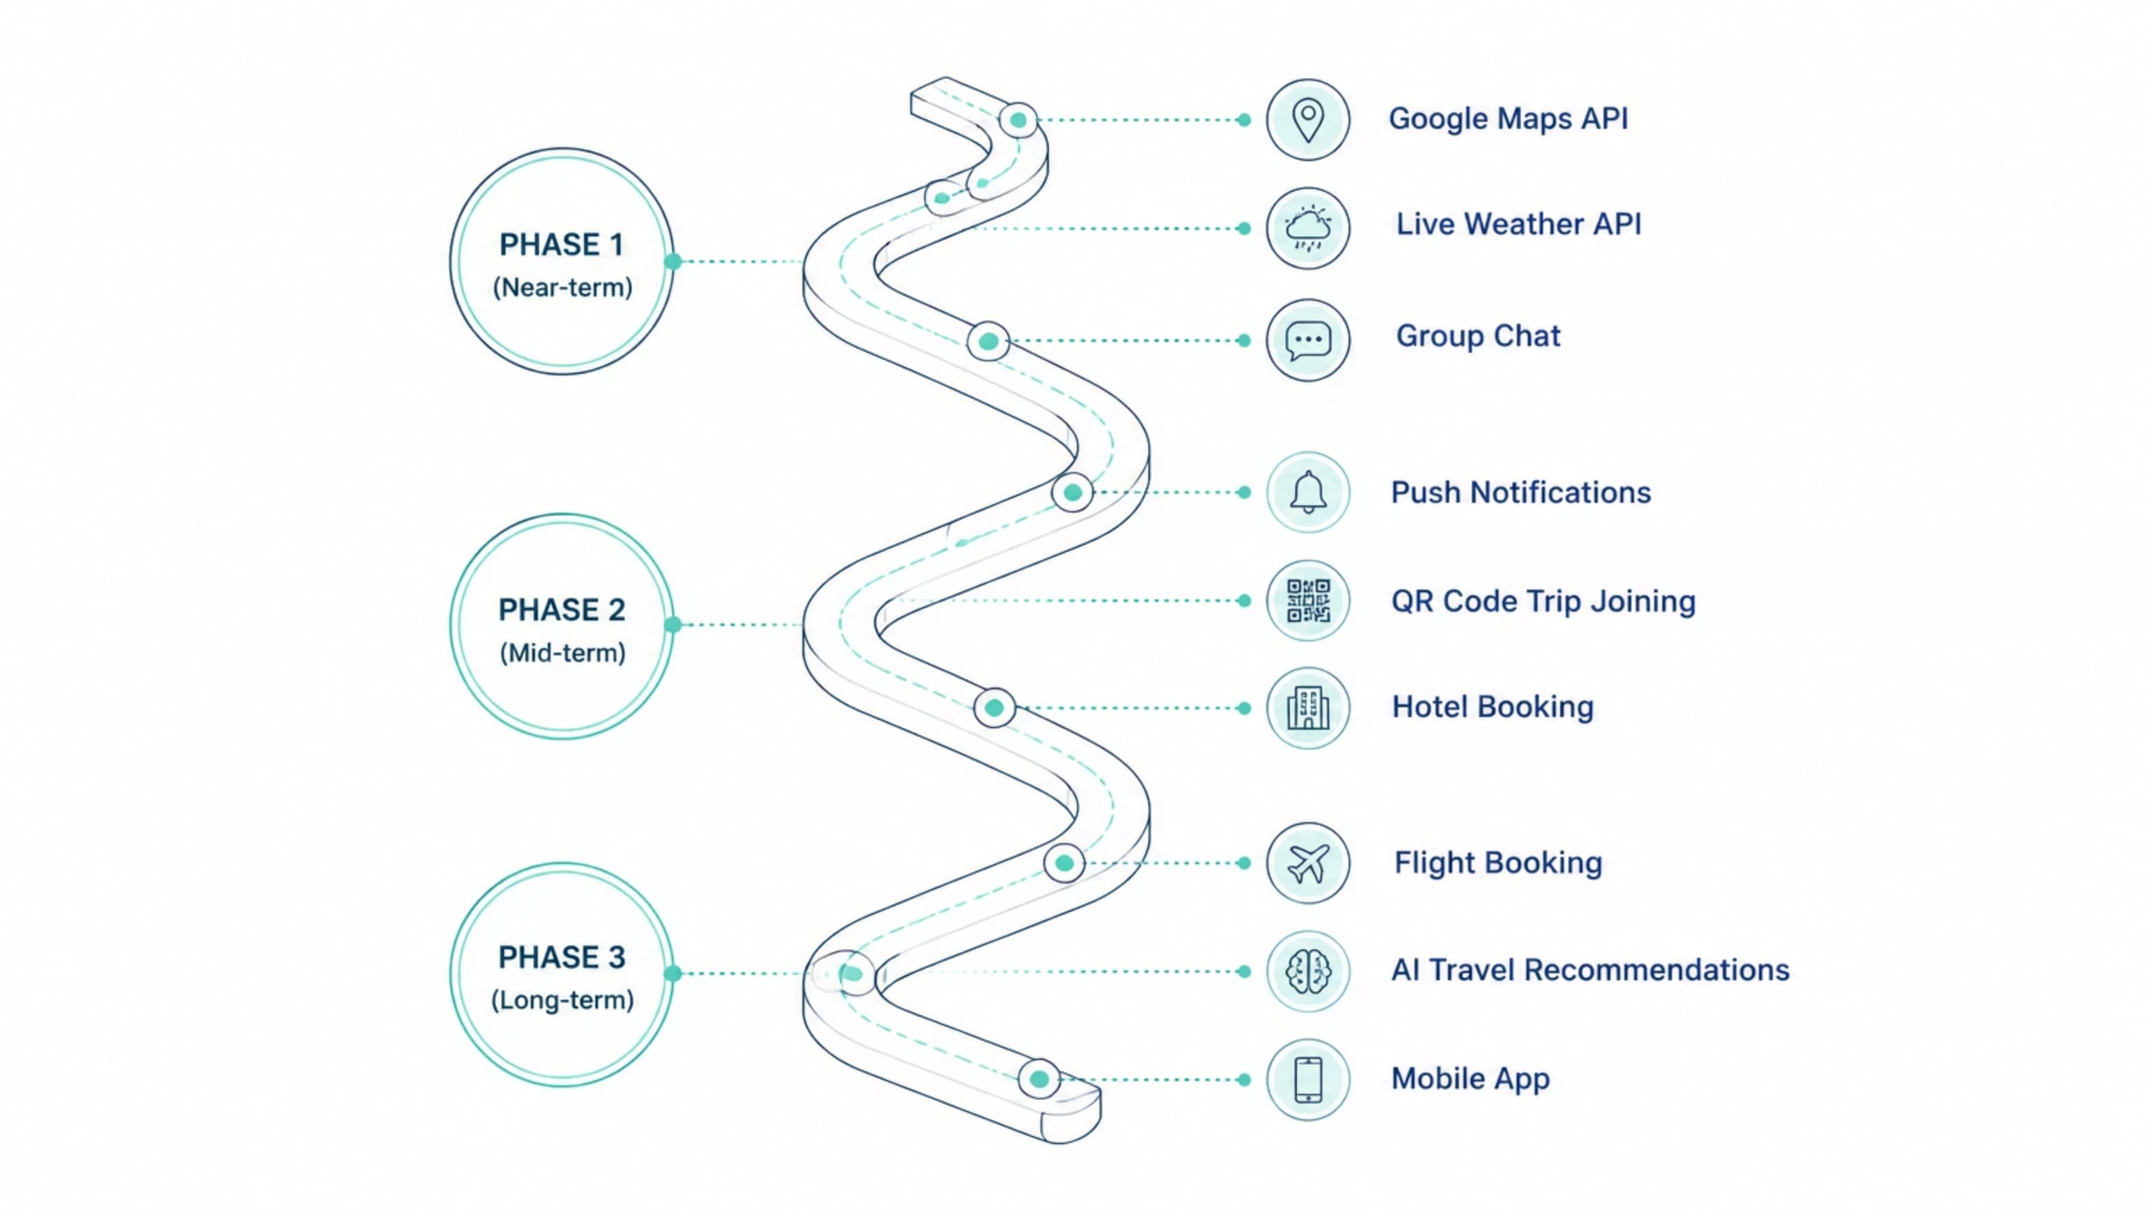 PHASE 1
(Near-term)
Google Maps API
Live Weather API
Group Chat
PHASE 2
(Mid-term)
Push Notifications
QR Code Trip Joining
Hotel Booking
PHASE 3
(Long-term)
Flight Booking
AI Travel Recommendations
Mobile App